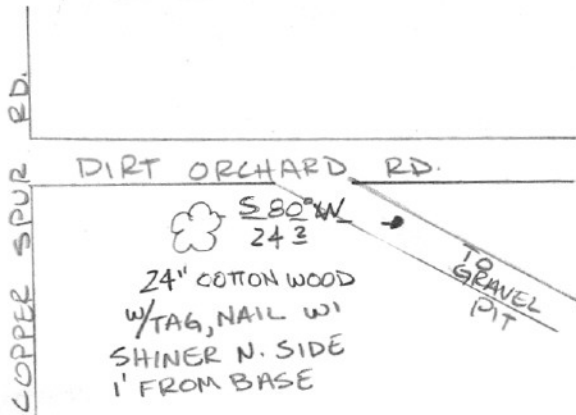 COPPER SPUR RD.
DIRT ORCHARD RD.
S 80° W
24 2
TO
GRAVEL
PIT
24" COTTON WOOD
W/TAG, NAIL W/
SHINER N. SIDE
1' FROM BASE